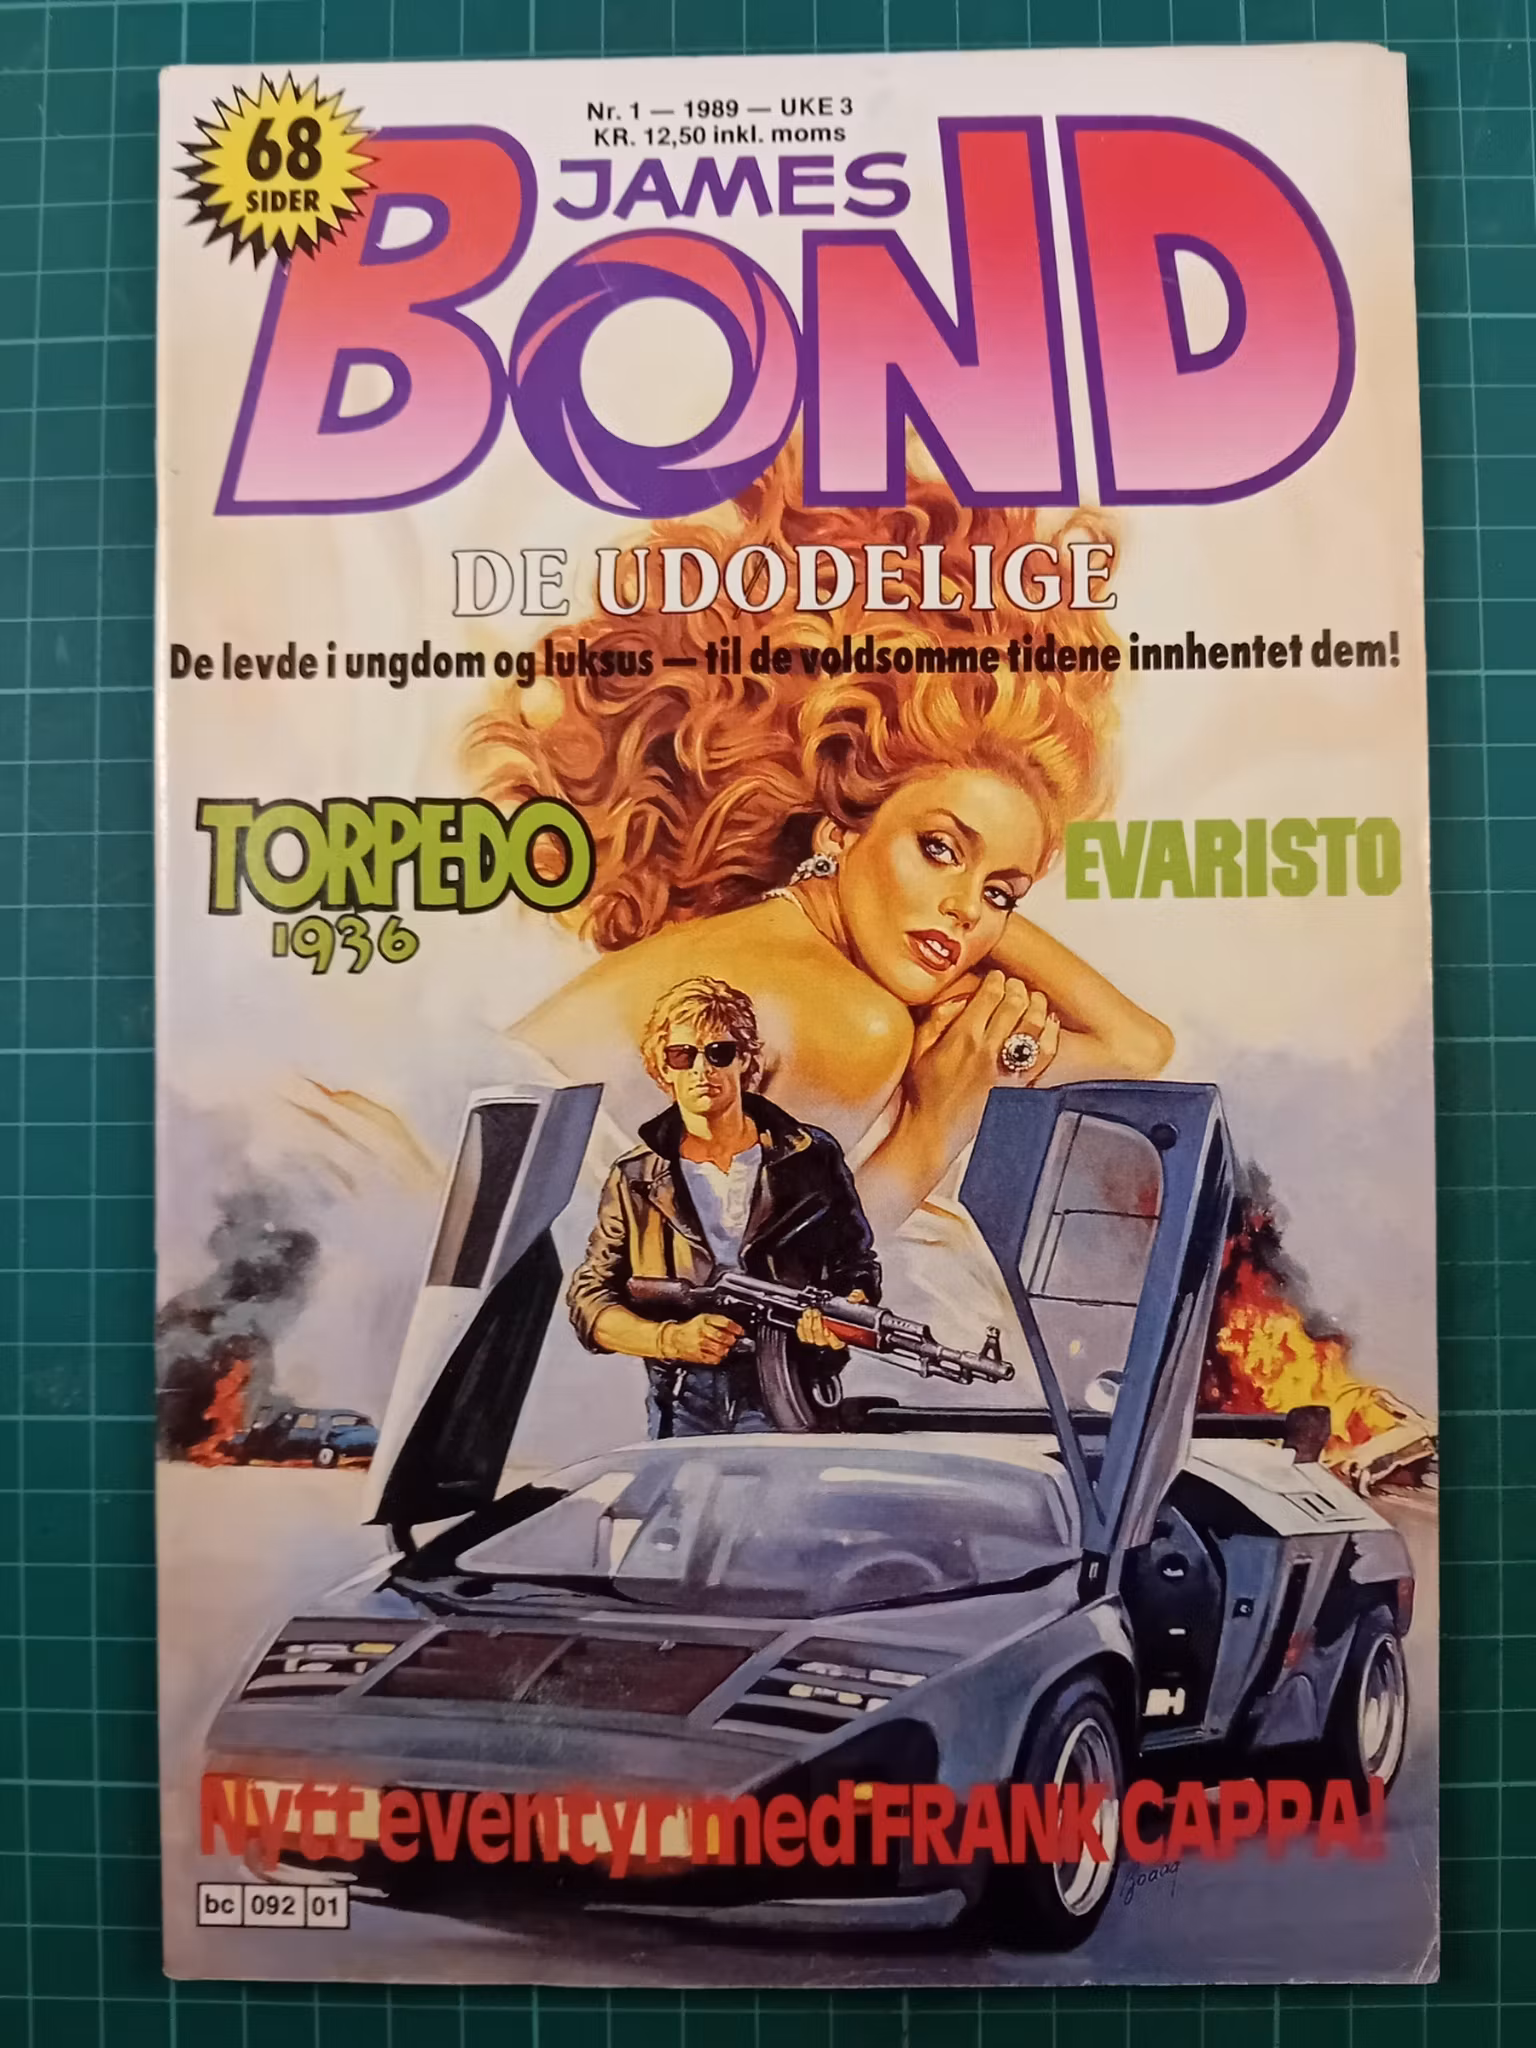 68
SIDER
Nr. 1 — 1989 — UKE 3
KR. 12,50 inkl. moms
JAMES
BOND
DE UDØDELIGE
De levde i ungdom og luksus — til de voldsomme tidene innhentet dem!
TORPEDO
1936
EVARISTO
Nytt eventyr med FRANK CAPPA!
bc 092 01